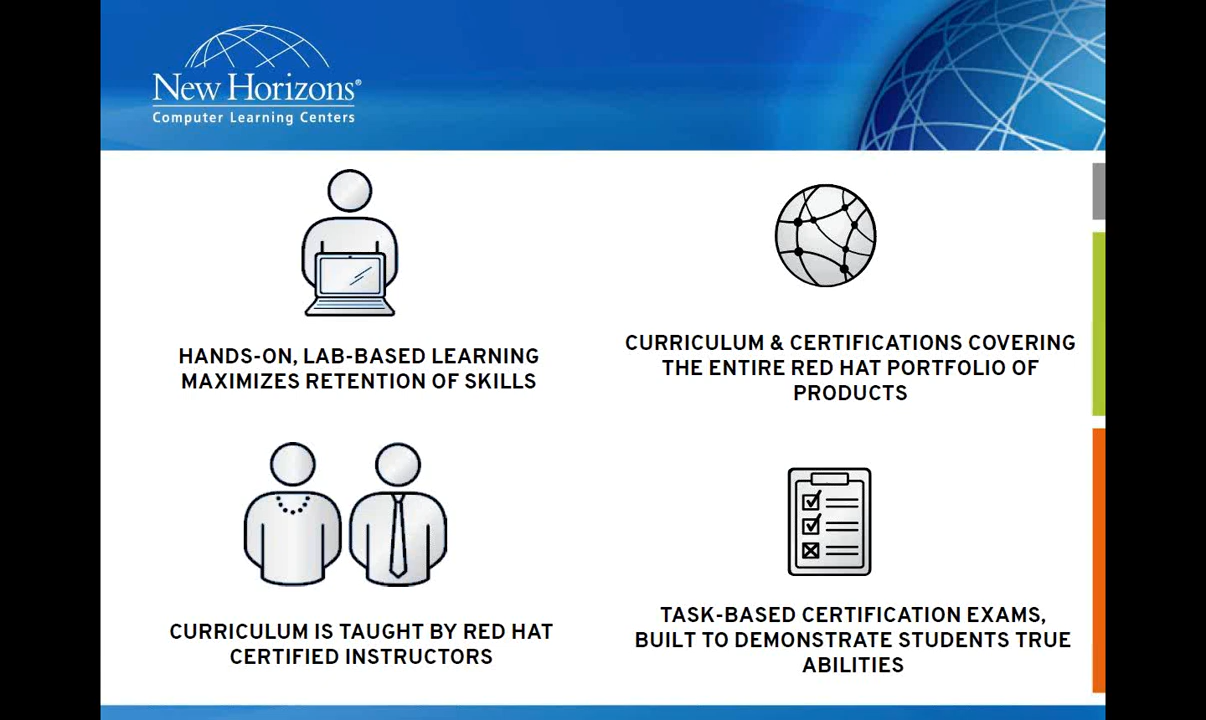 New Horizons®
Computer Learning Centers
HANDS-ON, LAB-BASED LEARNING
MAXIMIZES RETENTION OF SKILLS
CURRICULUM & CERTIFICATIONS COVERING
THE ENTIRE RED HAT PORTFOLIO OF
PRODUCTS
CURRICULUM IS TAUGHT BY RED HAT
CERTIFIED INSTRUCTORS
TASK-BASED CERTIFICATION EXAMS,
BUILT TO DEMONSTRATE STUDENTS TRUE
ABILITIES